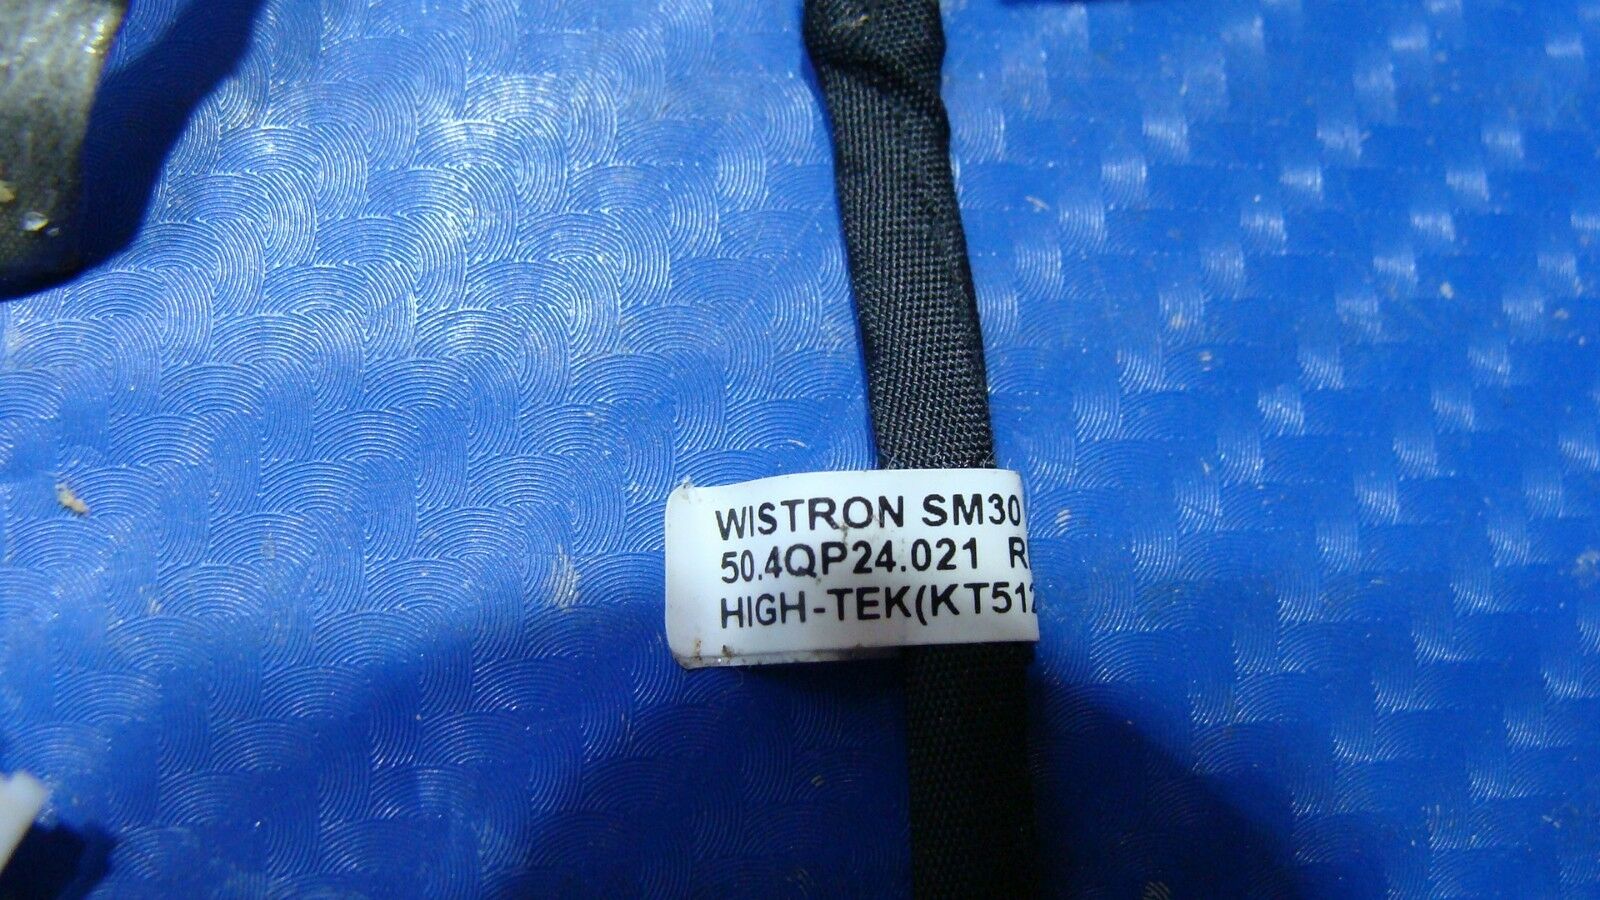 WISTRON SM30
50.4QP24.021 R
HIGH-TEK(KT512